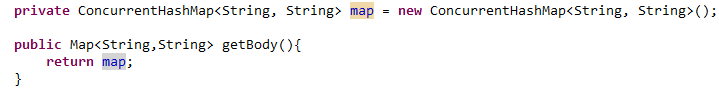 private ConcurrentHashMap<String, String> map = new ConcurrentHashMap<String, String>();
public Map<String,String> getBody(){
return map;
}